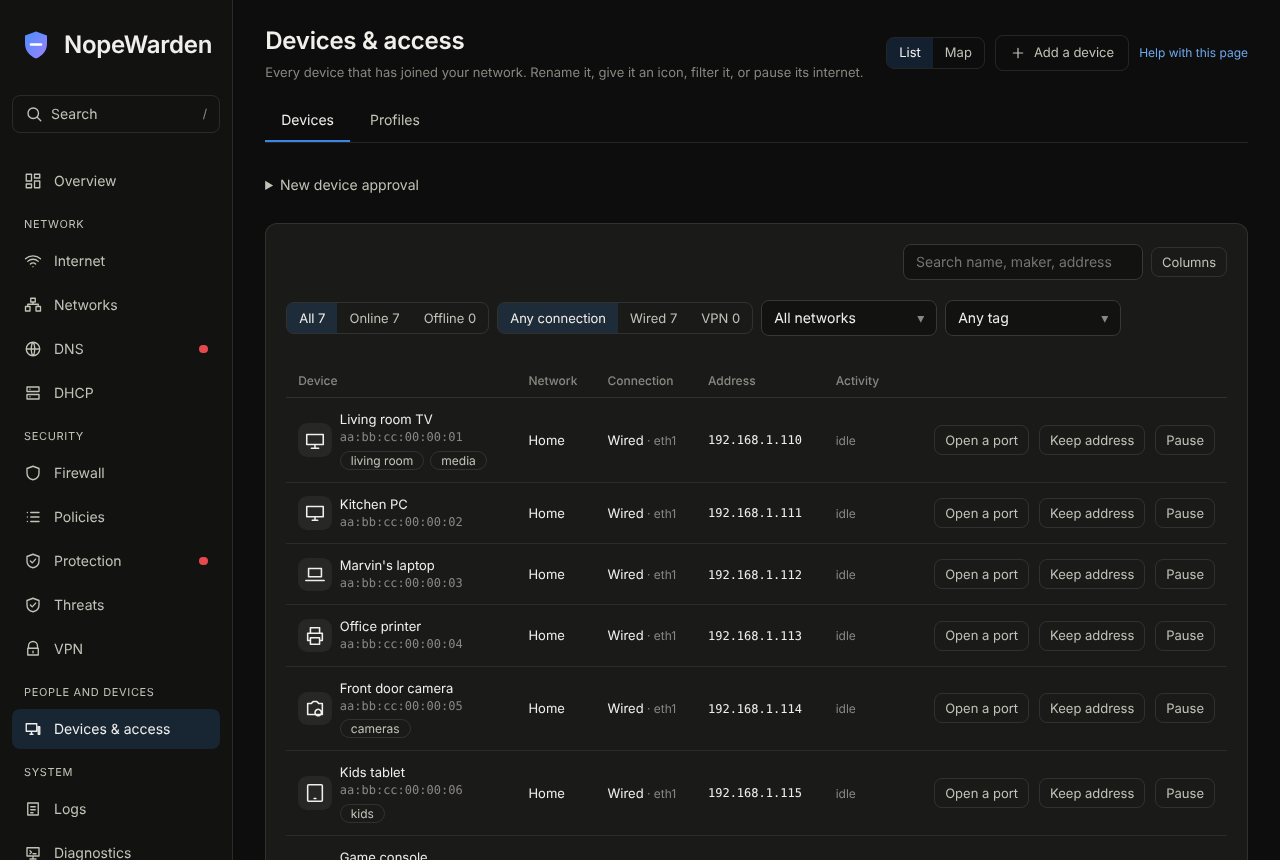 NopeWarden
Search /
Overview
NETWORK
Internet
Networks
DNS
DHCP
SECURITY
Firewall
Policies
Protection
Threats
VPN
PEOPLE AND DEVICES
Devices & access
SYSTEM
Logs
Diagnostics
Devices & access
Every device that has joined your network. Rename it, give it an icon, filter it, or pause its internet.
List Map Add a device Help with this page
Devices Profiles
New device approval
Search name, maker, address Columns
All 7 Online 7 Offline 0 Any connection Wired 7 VPN 0 All networks Any tag
Device Network Connection Address Activity
Living room TV
aa:bb:cc:00:00:01
living room media
Home Wired · eth1 192.168.1.110 idle Open a port Keep address Pause
Kitchen PC
aa:bb:cc:00:00:02
Home Wired · eth1 192.168.1.111 idle Open a port Keep address Pause
Marvin's laptop
aa:bb:cc:00:00:03
Home Wired · eth1 192.168.1.112 idle Open a port Keep address Pause
Office printer
aa:bb:cc:00:00:04
Home Wired · eth1 192.168.1.113 idle Open a port Keep address Pause
Front door camera
aa:bb:cc:00:00:05
cameras
Home Wired · eth1 192.168.1.114 idle Open a port Keep address Pause
Kids tablet
aa:bb:cc:00:00:06
kids
Home Wired · eth1 192.168.1.115 idle Open a port Keep address Pause
Game console